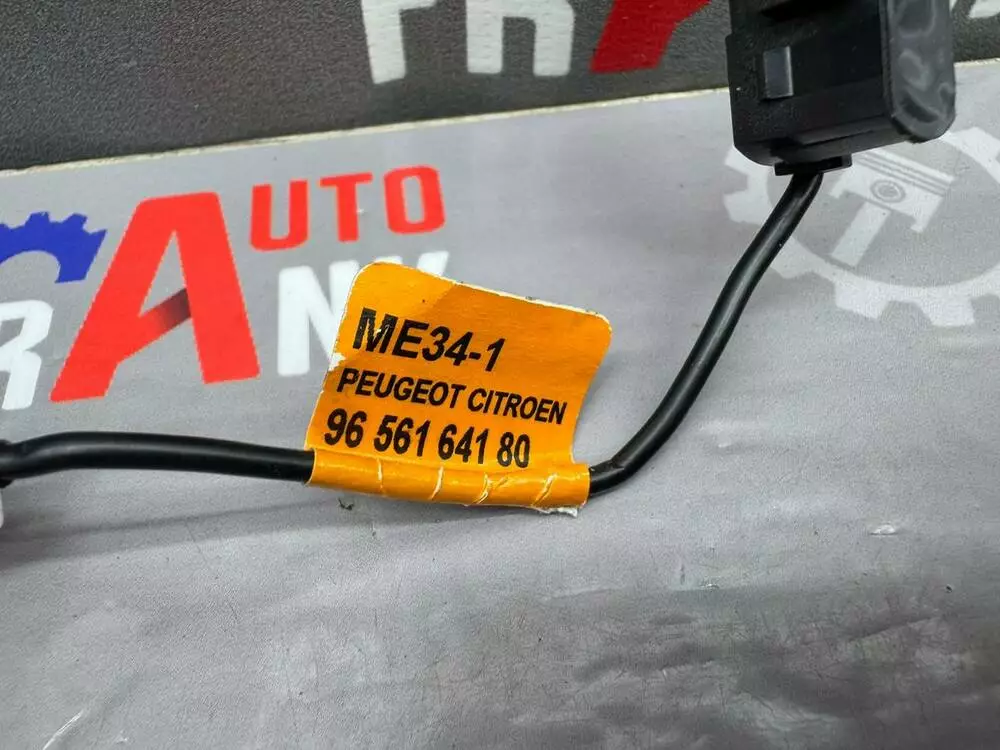 AUTO
ME34-1
PEUGEOT CITROEN
96 561 641 80